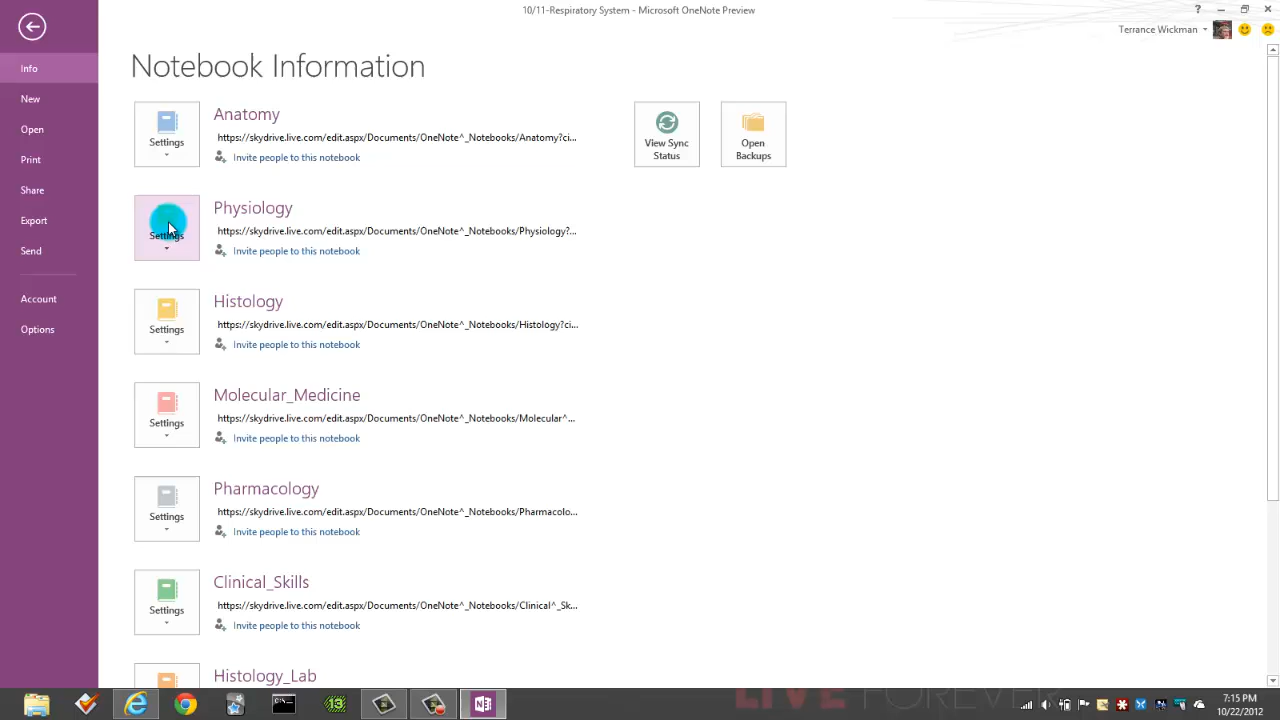 10/11-Respiratory System - Microsoft OneNote Preview
?
Terrance Wickman
Info
New
Open
Print
Share
Export
Send
Account
Options
Notebook Information
Settings
Anatomy
https://skydrive.live.com/edit.aspx/Documents/OneNote^_Notebooks/Anatomy?ci...
Invite people to this notebook
View Sync
Status
Open
Backups
Settings
Physiology
https://skydrive.live.com/edit.aspx/Documents/OneNote^_Notebooks/Physiology?...
Invite people to this notebook
Settings
Histology
https://skydrive.live.com/edit.aspx/Documents/OneNote^_Notebooks/Histology?ci...
Invite people to this notebook
Settings
Molecular_Medicine
https://skydrive.live.com/edit.aspx/Documents/OneNote^_Notebooks/Molecular^...
Invite people to this notebook
Settings
Pharmacology
https://skydrive.live.com/edit.aspx/Documents/OneNote^_Notebooks/Pharmacolo...
Invite people to this notebook
Settings
Clinical_Skills
https://skydrive.live.com/edit.aspx/Documents/OneNote^_Notebooks/Clinical^_Sk...
Invite people to this notebook
Histology_Lab
LIVE FOREVER
7:15 PM
10/22/2012